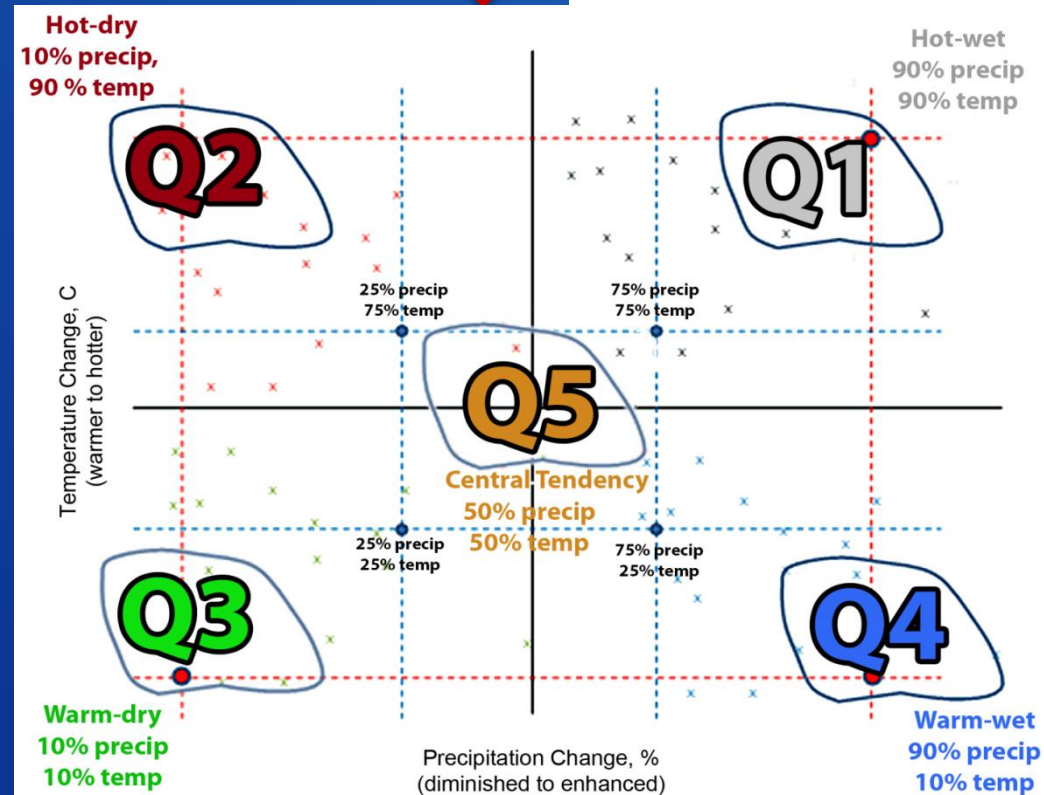 Hot-dry
10% precip,
90 % temp
Hot-wet
90% precip
90% temp
Q2
Q1
25% precip
75% temp
75% precip
75% temp
Temperature Change, C
(warmer to hotter)
Q5
Central Tendency
50% precip
50% temp
25% precip
25% temp
75% precip
25% temp
Q3
Q4
Warm-dry
10% precip
10% temp
Precipitation Change, %
(diminished to enhanced)
Warm-wet
90% precip
10% temp